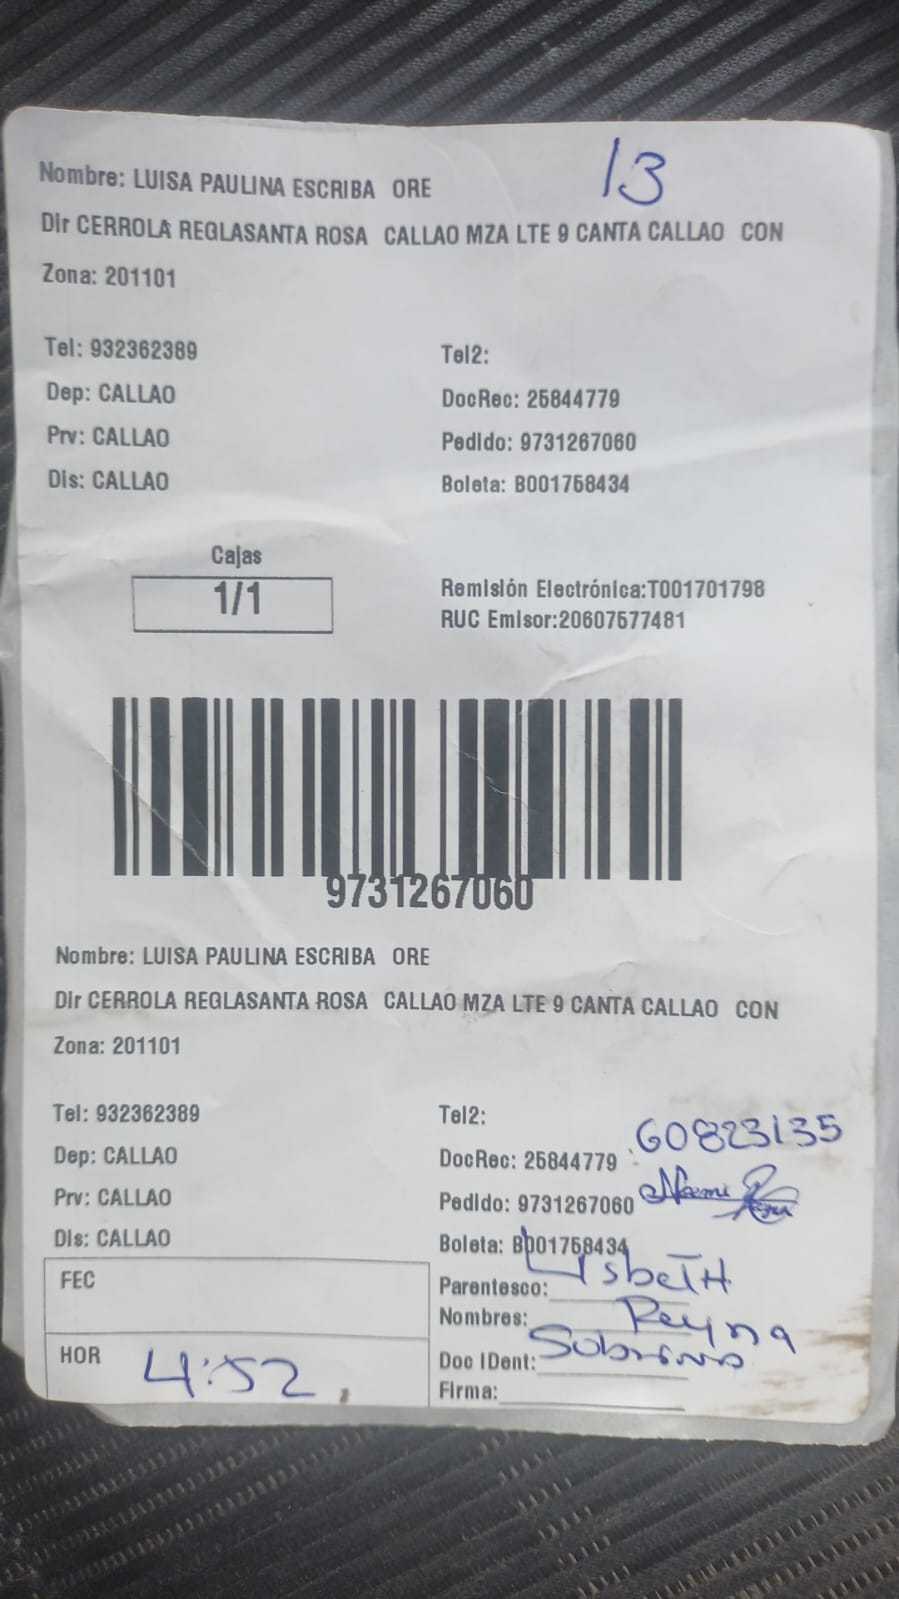 13
Nombre: LUISA PAULINA ESCRIBA ORE
Dir CERROLA REGLASANTA ROSA CALLAO MZA LTE 9 CANTA CALLAO CON
Zona: 201101
Tel: 932362389 Tel2:
Dep: CALLAO DocRec: 25844779
Prv: CALLAO Pedido: 9731267060
Dis: CALLAO Boleta: B001758434
Cajas
1/1
Remisión Electrónica:T001701798
RUC Emisor:20607577481
9731267060
Nombre: LUISA PAULINA ESCRIBA ORE
Dir CERROLA REGLASANTA ROSA CALLAO MZA LTE 9 CANTA CALLAO CON
Zona: 201101
Tel: 932362389 Tel2:
60823135
Dep: CALLAO DocRec: 25844779
Prv: CALLAO Pedido: 9731267060
Dis: CALLAO Boleta: B001758434
FEC
Parentesco: LisbeTH
Nombres: Reyna
HOR 4:52
Doc IDent: Sobrino
Firma: